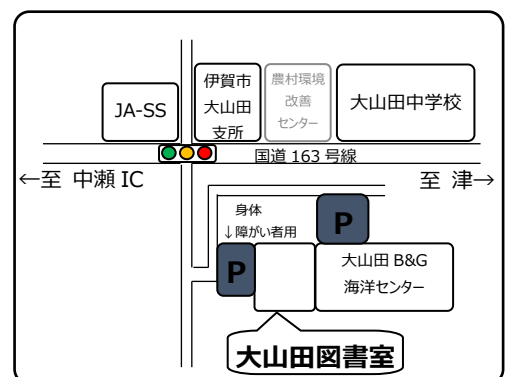 JA-SS
伊賀市
大山田
支所
農村環境
改善
センター
大山田中学校
国道 163 号線
←至 中瀬 IC
至 津→
身体
↓障がい者用
P
P
大山田 B&G
海洋センター
大山田図書室